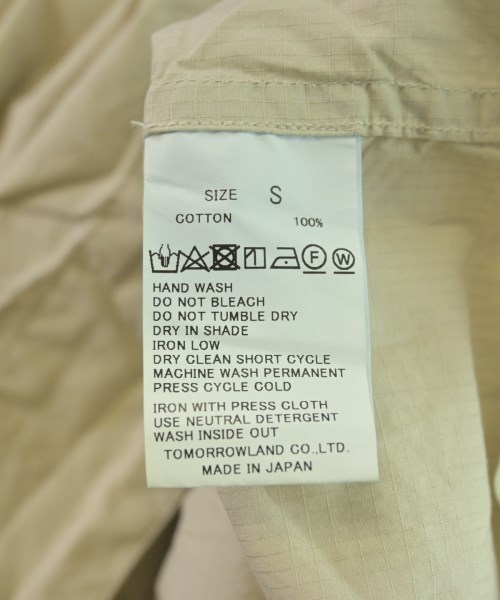 SIZE S
COTTON 100%
F W
HAND WASH
DO NOT BLEACH
DO NOT TUMBLE DRY
DRY IN SHADE
IRON LOW
DRY CLEAN SHORT CYCLE
MACHINE WASH PERMANENT
PRESS CYCLE COLD
IRON WITH PRESS CLOTH
USE NEUTRAL DETERGENT
WASH INSIDE OUT
TOMORROWLAND CO.,LTD.
MADE IN JAPAN